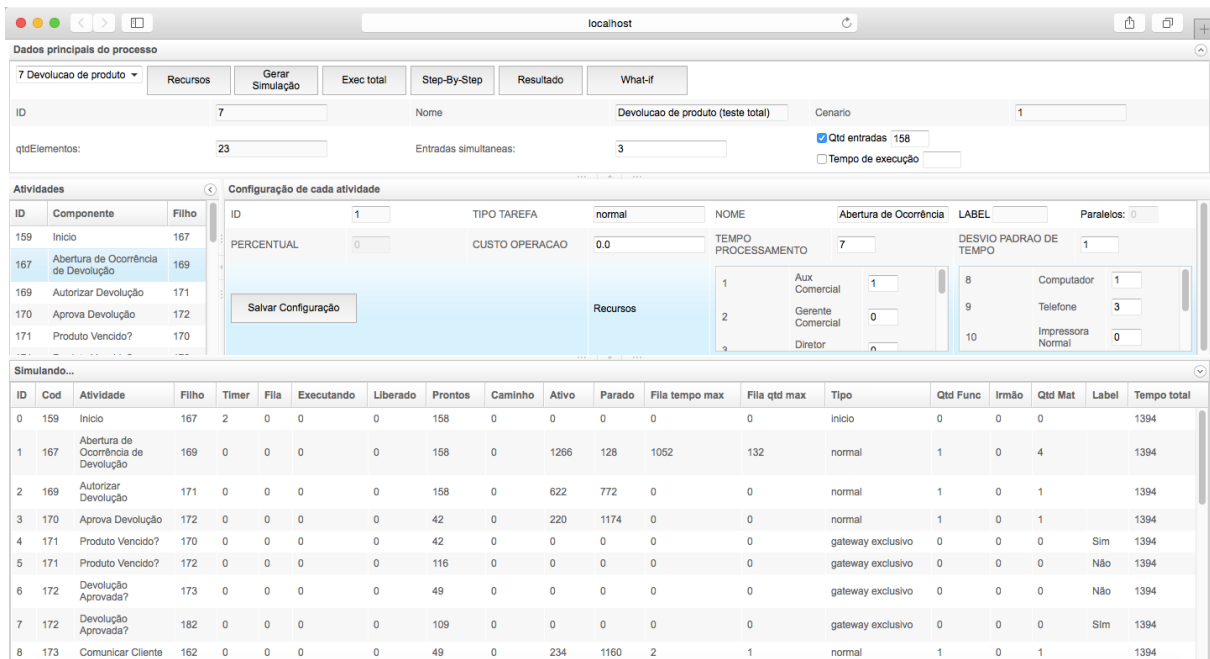 localhost
Dados principais do processo
7 Devolucao de produto
Recursos
Gerar
Simulação
Exec total
Step-By-Step
Resultado
What-if
ID 7 Nome Devolucao de produto (teste total) Cenario 1
qtdElementos: 23 Entradas simultaneas: 3
Qtd entradas 158
Tempo de execução
Atividades
ID Componente Filho
159 Inicio 167
167 Abertura de Ocorrência
de Devolução 169
169 Autorizar Devolução 171
170 Aprova Devolução 172
171 Produto Vencido? 170
Configuração de cada atividade
ID 1 TIPO TAREFA normal NOME Abertura de Ocorrência LABEL Paralelos: 0
PERCENTUAL 0 CUSTO OPERACAO 0.0 TEMPO
PROCESSAMENTO 7 DESVIO PADRAO DE
TEMPO 1
Salvar Configuração
Recursos
1 Aux
Comercial 1
2 Gerente
Comercial 0
3 Diretor 0
8 Computador 1
9 Telefone 3
10 Impressora
Normal 0
Simulando...
ID Cod Atividade Filho Timer Fila Executando Liberado Prontos Caminho Ativo Parado Fila tempo max Fila qtd max Tipo Qtd Func Irmão Qtd Mat Label Tempo total
0 159 Inicio 167 2 0 0 0 158 0 0 0 0 0 inicio 0 0 0 1394
1 167 Abertura de
Ocorrência de
Devolução 169 0 0 0 0 158 0 1266 128 1052 132 normal 1 0 4 1394
2 169 Autorizar
Devolução 171 0 0 0 0 158 0 622 772 0 0 normal 1 0 1 1394
3 170 Aprova Devolução 172 0 0 0 0 42 0 220 1174 0 0 normal 1 0 1 1394
4 171 Produto Vencido? 170 0 0 0 0 42 0 0 0 0 0 gateway exclusivo 0 0 0 Sim 1394
5 171 Produto Vencido? 172 0 0 0 0 116 0 0 0 0 0 gateway exclusivo 0 0 0 Não 1394
6 172 Devolução
Aprovada? 173 0 0 0 0 49 0 0 0 0 0 gateway exclusivo 0 0 0 Não 1394
7 172 Devolução
Aprovada? 182 0 0 0 0 109 0 0 0 0 0 gateway exclusivo 0 0 0 SIm 1394
8 173 Comunicar Cliente 162 0 0 0 0 49 0 234 1160 2 1 normal 1 0 1 1394